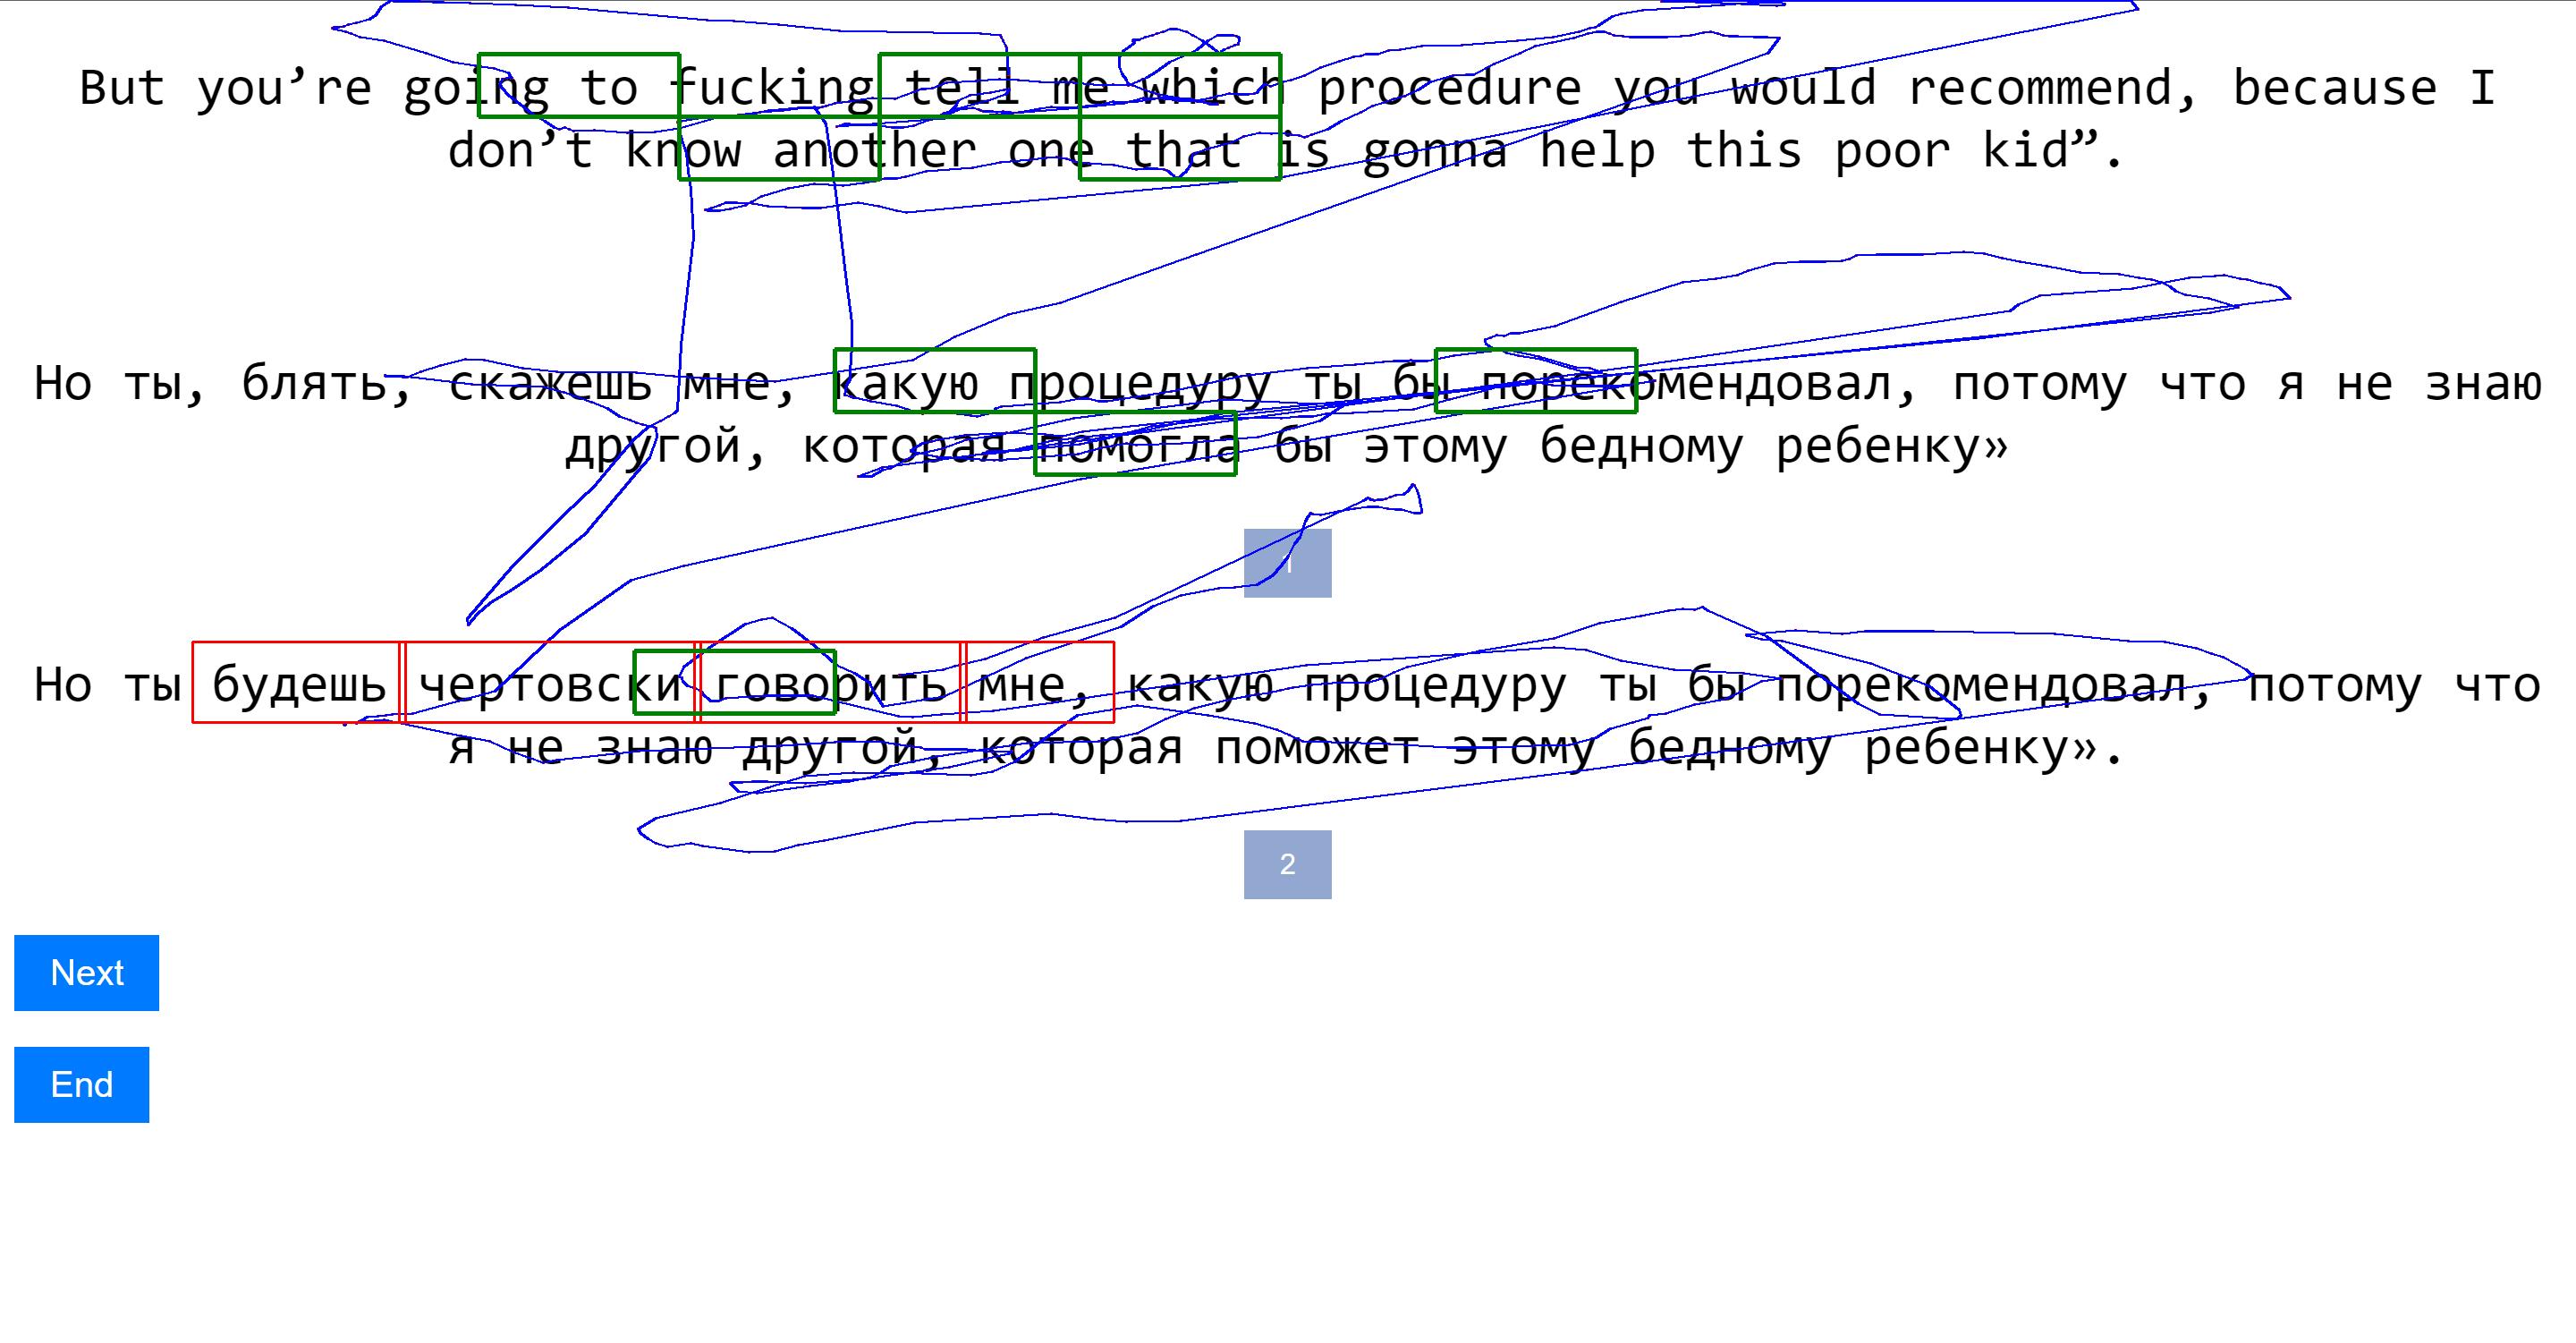 But you’re going to fucking tell me which procedure you would recommend, because I
don’t know another one that is gonna help this poor kid”.
Но ты, блять, скажешь мне, какую процедуру ты бы порекомендовал, потому что я не знаю
другой, которая помогла бы этому бедному ребенку»
1
Но ты будешь чертовски говорить мне, какую процедуру ты бы порекомендовал, потому что
я не знаю другой, которая поможет этому бедному ребенку».
2
Next
End